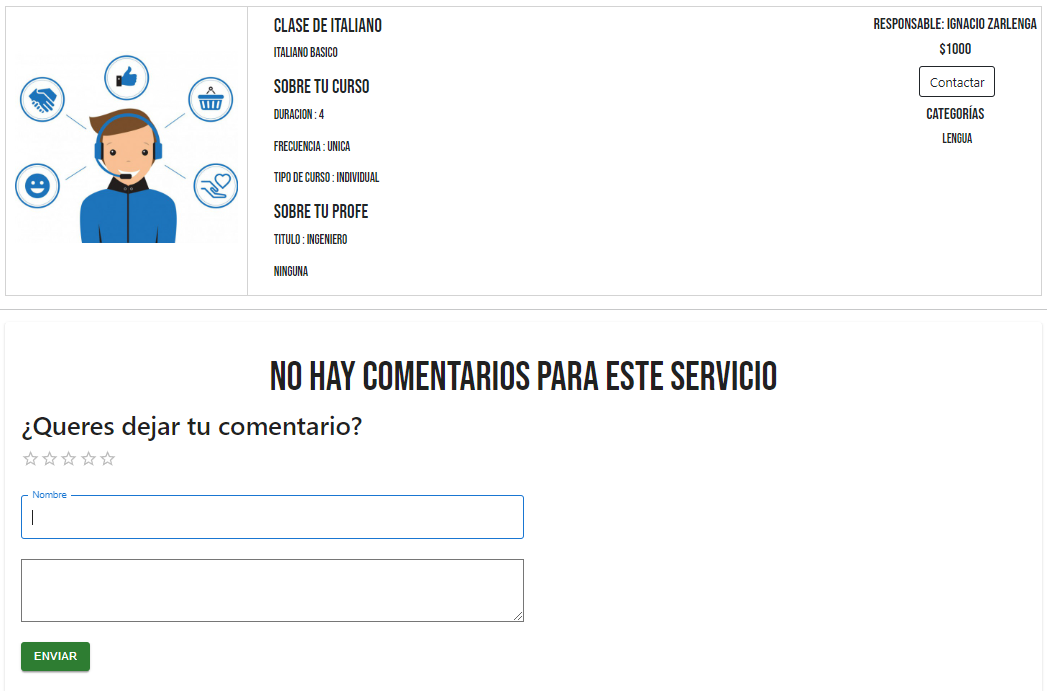 CLASE DE ITALIANO
ITALIANO BASICO
SOBRE TU CURSO
DURACION : 4
FRECUENCIA : UNICA
TIPO DE CURSO : INDIVIDUAL
SOBRE TU PROFE
TITULO : INGENIERO
NINGUNA
RESPONSABLE: IGNACIO ZARLENGA
$1000
Contactar
CATEGORÍAS
LENGUA
NO HAY COMENTARIOS PARA ESTE SERVICIO
¿Queres dejar tu comentario?
Nombre
ENVIAR